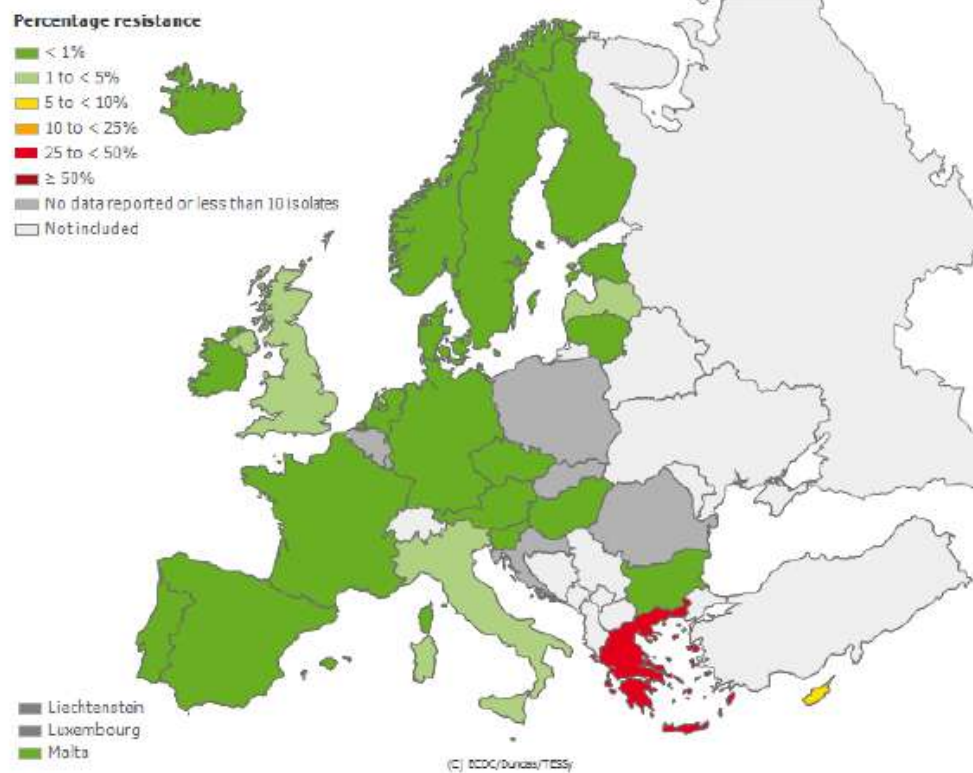 Percentage resistance
< 1%
1 to < 5%
5 to < 10%
10 to < 25%
25 to < 50%
≥ 50%
No data reported or less than 10 isolates
Not included
Liechtenstein
Luxembourg
Malta
(C) ECDC/Dundas/TESSy